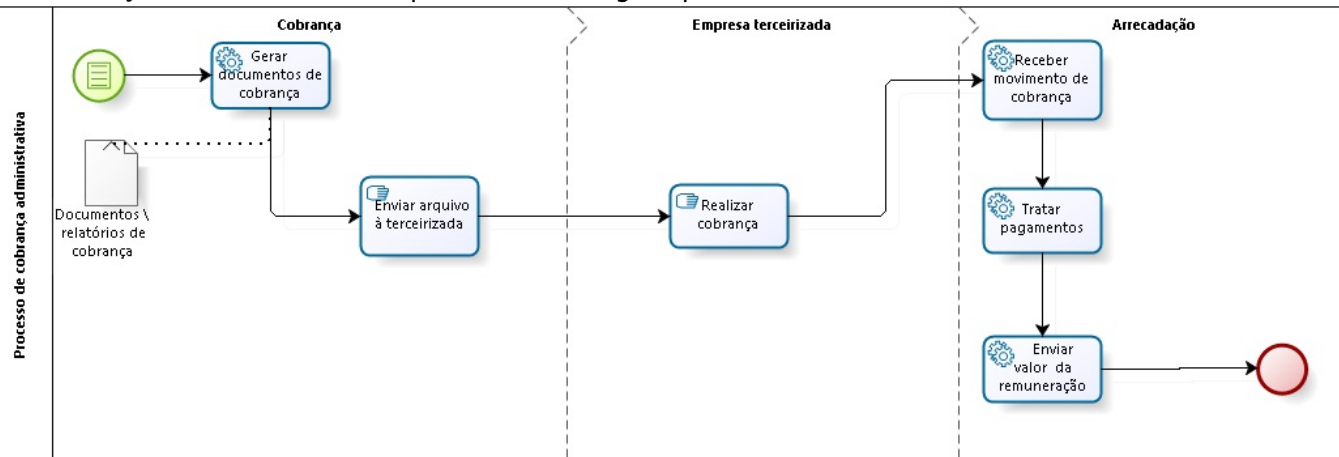 Cobrança
Empresa terceirizada
Arrecadação
Processo de cobrança administrativa
Gerar
documentos de
cobrança
Documentos \
relatórios de
cobrança
Enviar arquivo
à terceirizada
Realizar
cobrança
Receber
movimento de
cobrança
Tratar
pagamentos
Enviar
valor da
remuneração